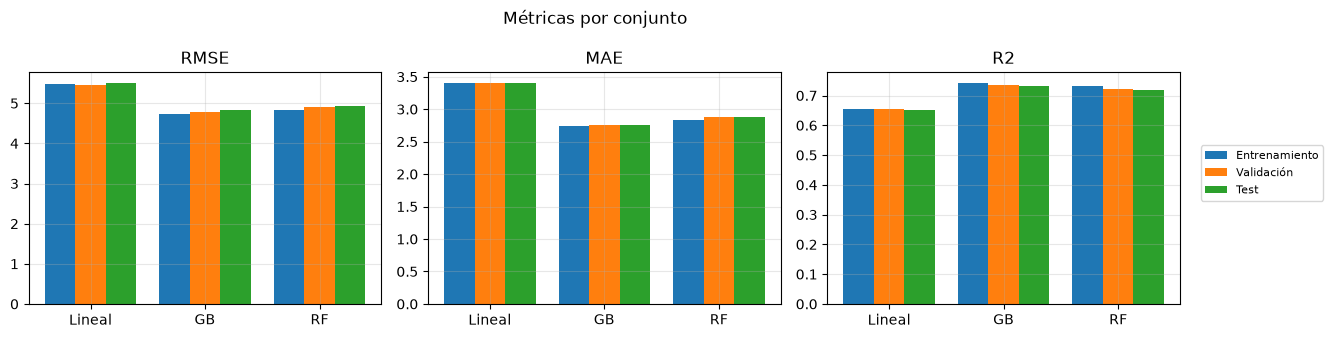 Métricas por conjunto
RMSE
5
4
3
2
1
0
Lineal GB RF
MAE
3.5
3.0
2.5
2.0
1.5
1.0
0.5
0.0
Lineal GB RF
R2
0.7
0.6
0.5
0.4
0.3
0.2
0.1
0.0
Lineal GB RF
Entrenamiento
Validación
Test